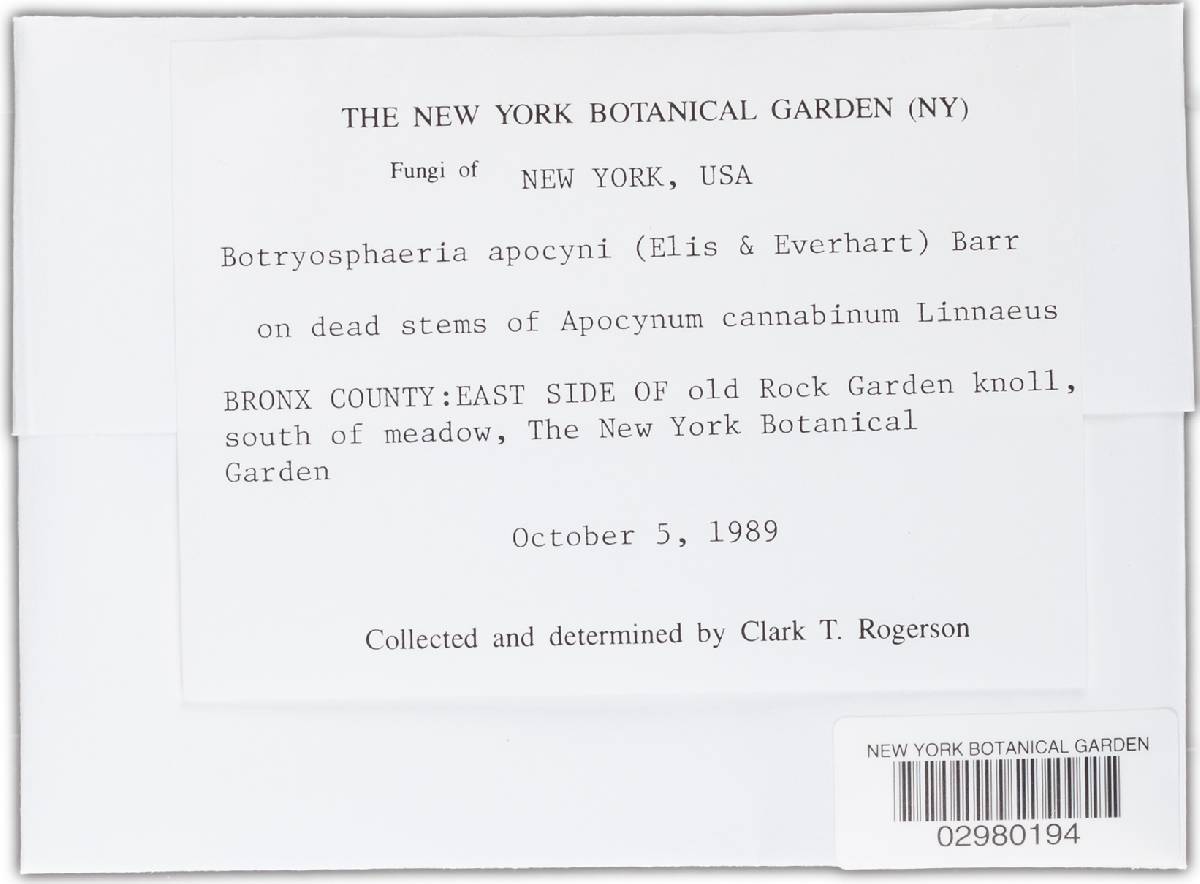 THE NEW YORK BOTANICAL GARDEN (NY)
Fungi of NEW YORK, USA
Botryosphaeria apocyni (Elis & Everhart) Barr
on dead stems of Apocynum cannabinum Linnaeus
BRONX COUNTY:EAST SIDE OF old Rock Garden knoll,
south of meadow, The New York Botanical
Garden
October 5, 1989
Collected and determined by Clark T. Rogerson
NEW YORK BOTANICAL GARDEN
02980194